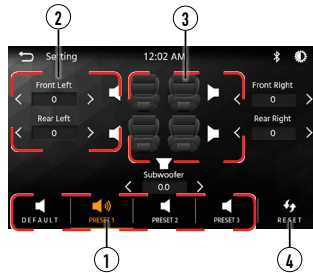 2
3
Setting 12:02 AM
Front Left
0
Front Right
0
Rear Left
0
Rear Right
0
Subwoofer
0.0
DEFAULT PRESET 1 PRESET 2 PRESET 3 RESET
1
4